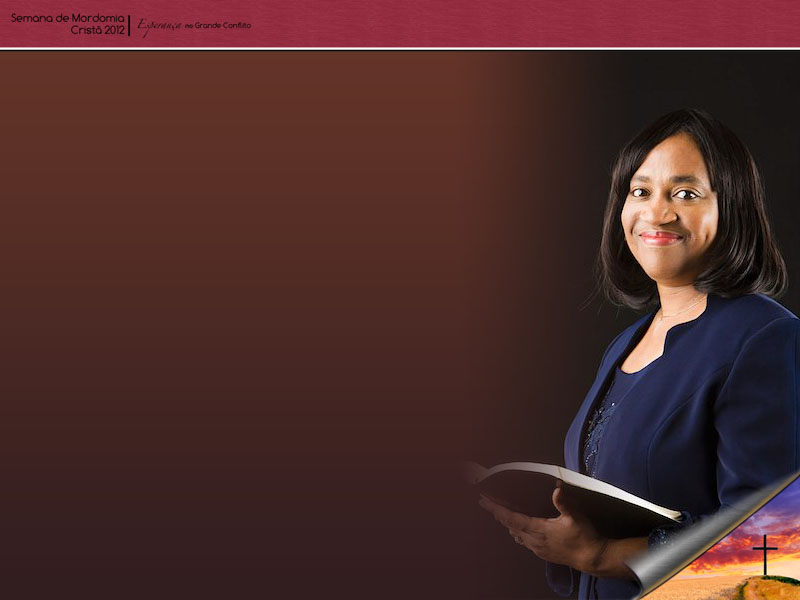 Semana de Mordomia
Cristã 2012
Esperança no Grande Conflito